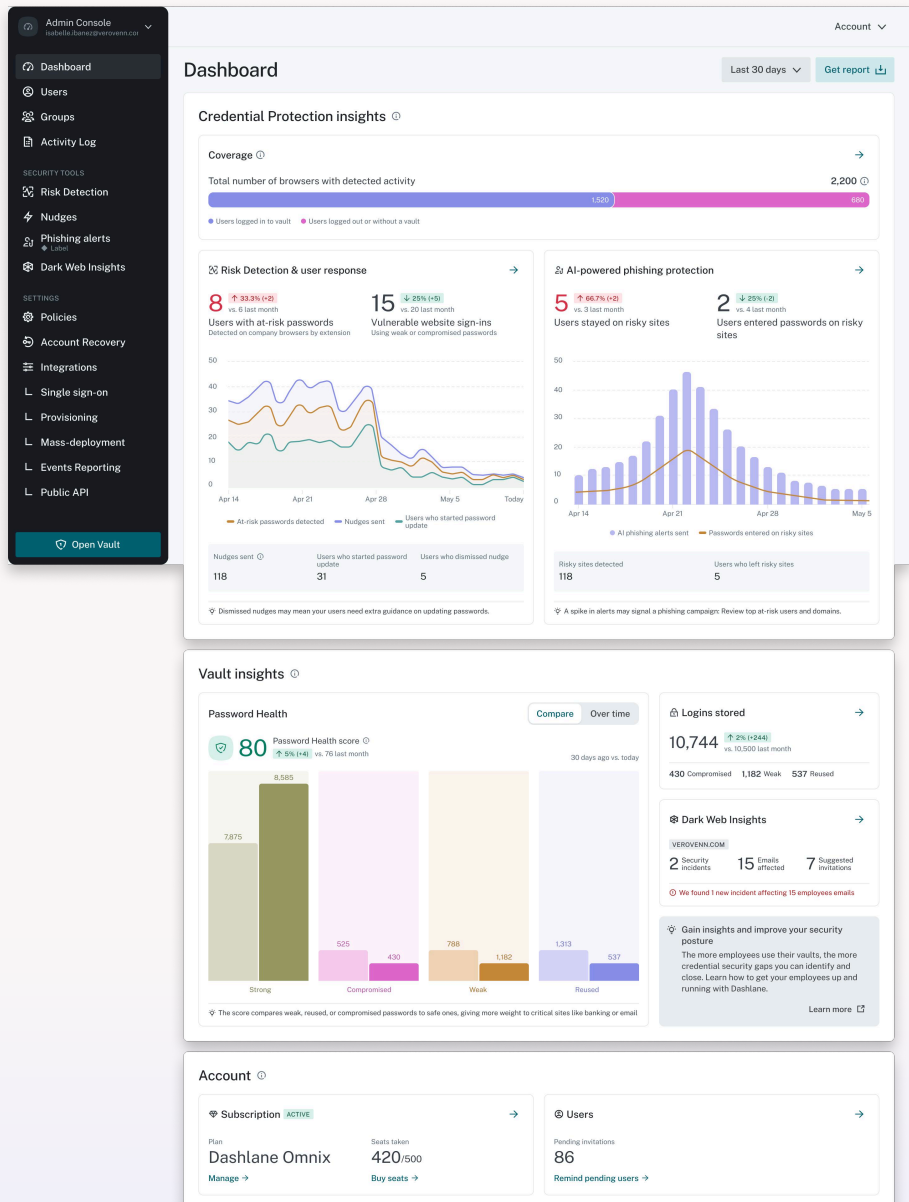 Admin Console
isabelle.ibanez@verovenn.co
Account
Dashboard
Users
Groups
Activity Log
SECURITY TOOLS
Risk Detection
Nudges
Phishing alerts
Label
Dark Web Insights
SETTINGS
Policies
Account Recovery
Integrations
Single sign-on
Provisioning
Mass-deployment
Events Reporting
Public API
Open Vault
Dashboard
Last 30 days
Get report
Credential Protection insights
Coverage
Total number of browsers with detected activity
2,200
1,520
680
Users logged in to vault
Users logged out or without a vault
Risk Detection & user response
8
↑ 33.3% (+2)
vs. 6 last month
Users with at-risk passwords
Detected on company browsers by extension
15
↓ 25% (+5)
vs. 20 last month
Vulnerable website sign-ins
Using weak or compromised passwords
50
40
30
20
10
0
Apr 14
Apr 21
Apr 28
May 5
Today
At-risk passwords detected
Nudges sent
Users who started password
update
Nudges sent
118
Users who started password
update
31
Users who dismissed nudge
5
Dismissed nudges may mean your users need extra guidance on updating passwords.
AI-powered phishing protection
5
↑ 66.7% (+2)
vs. 3 last month
Users stayed on risky sites
2
↓ 25% (-2)
vs. 4 last month
Users entered passwords on risky
sites
50
40
30
20
10
0
Apr 14
Apr 21
Apr 28
May 5
AI phishing alerts sent
Passwords entered on risky sites
Risky sites detected
118
Users who left risky sites
5
A spike in alerts may signal a phishing campaign: Review top at-risk users and domains.
Vault insights
Password Health
Compare
Over time
80
Password Health score
↑ 5% (+4) vs. 76 last month
30 days ago vs. today
7,875
8,585
525
430
788
1,182
1,313
537
Strong
Compromised
Weak
Reused
The score compares weak, reused, or compromised passwords to safe ones, giving more weight to critical sites like banking or email
Logins stored
10,744
↑ 2% (+244)
vs. 10,500 last month
430 Compromised 1,182 Weak 537 Reused
Dark Web Insights
VEROVENN.COM
2 Security
incidents
15 Emails
affected
7 Suggested
invitations
We found 1 new incident affecting 15 employees emails
Gain insights and improve your security
posture
The more employees use their vaults, the more
credential security gaps you can identify and
close. Learn how to get your employees up and
running with Dashlane.
Learn more
Account
Subscription ACTIVE
Plan
Dashlane Omnix
Manage →
Seats taken
420/500
Buy seats →
Users
Pending invitations
86
Remind pending users →